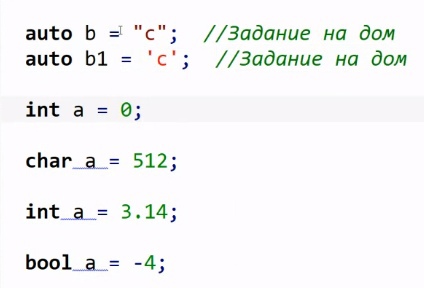 auto b = "c"; //Задание на дом
auto b1 = 'c'; //Задание на дом
int a = 0;
char a = 512;
int a = 3.14;
bool a = -4;